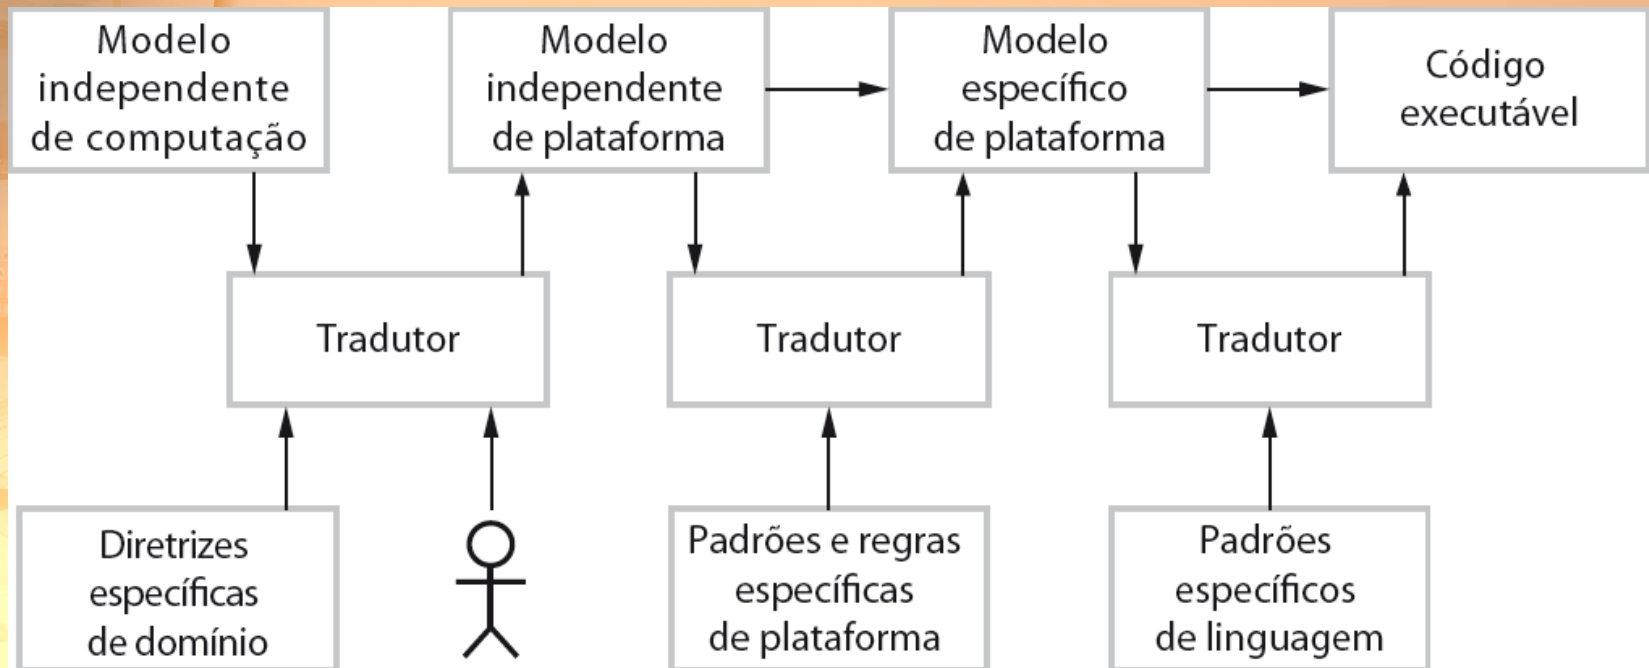 Modelo
independente
de computação
Modelo
independente
de plataforma
Modelo
específico
de plataforma
Código
executável
Tradutor
Tradutor
Tradutor
Diretrizes
específicas
de domínio
Padrões e regras
específicas
de plataforma
Padrões
específicos
de linguagem